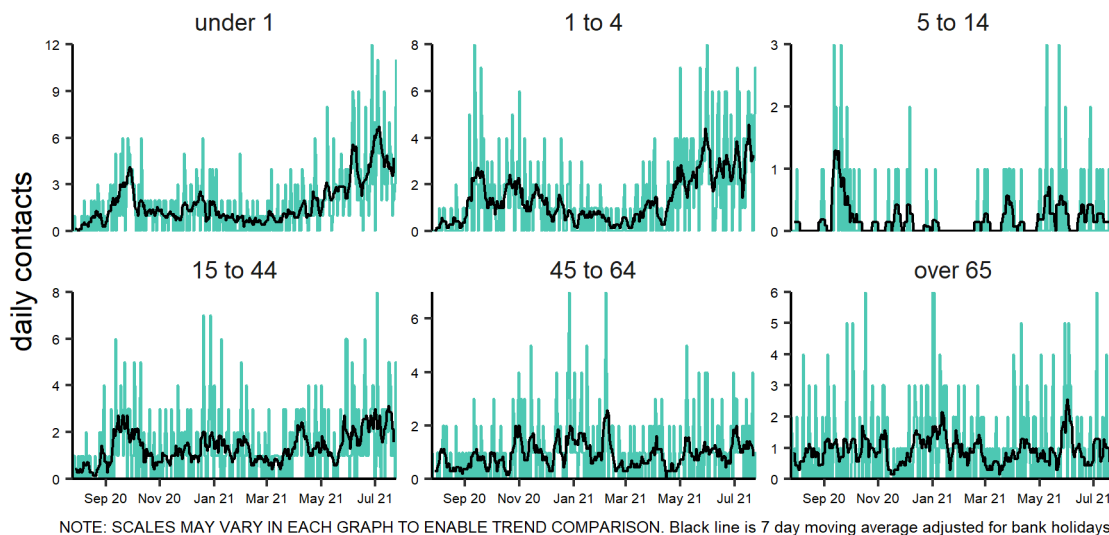 under 1
1 to 4
5 to 14
12
9
6
3
0
8
6
4
2
0
3
2
1
0
daily contacts
15 to 44
45 to 64
over 65
8
6
4
2
0
6
4
2
0
6
5
4
3
2
1
0
Sep 20 Nov 20 Jan 21 Mar 21 May 21 Jul 21
Sep 20 Nov 20 Jan 21 Mar 21 May 21 Jul 21
Sep 20 Nov 20 Jan 21 Mar 21 May 21 Jul 21
NOTE: SCALES MAY VARY IN EACH GRAPH TO ENABLE TREND COMPARISON. Black line is 7 day moving average adjusted for bank holidays